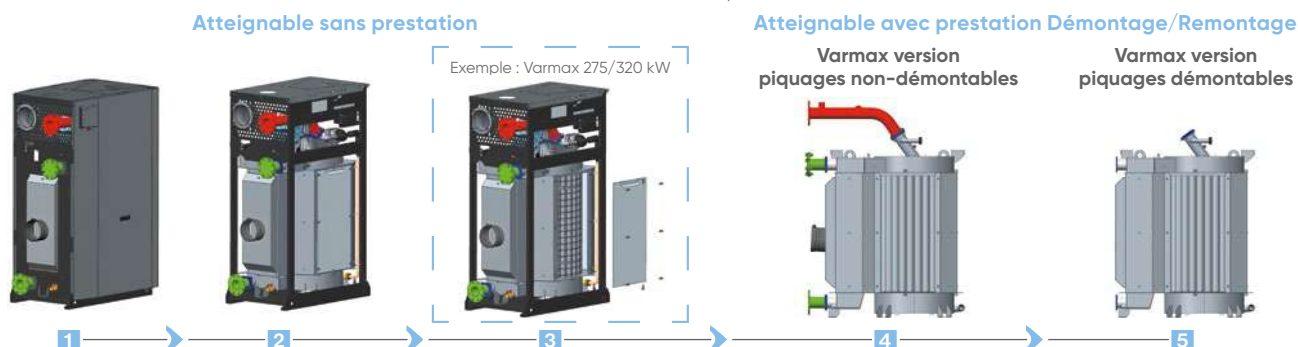 Atteignable sans prestation
Atteignable avec prestation Démontage/Remontage
Exemple : Varmax 275/320 kW
Varmax version
piquages non-démontables
Varmax version
piquages démontables
1
2
3
4
5